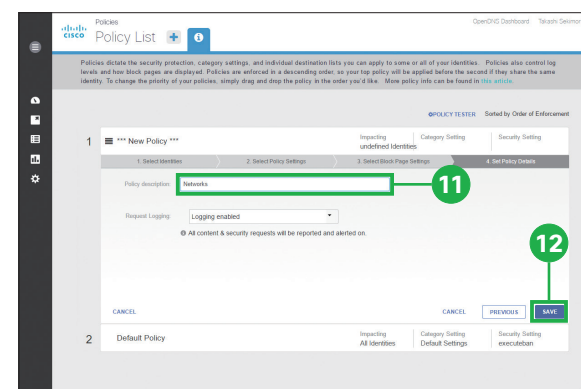 Policies
OpenDNS Dashboard Takashi Sekimor
cisco
Policy List
Policies dictate the security protection, category settings, and individual destination lists you can apply to some or all of your identities. Policies also control log
levels and how block pages are displayed. Policies are enforced in a descending order, so your top policy will be applied before the second if they share the same
identity. To change the priority of your policies, simply drag and drop the policy in the order you'd like. More policy info can be found in this article.
POLICY TESTER Sorted by Order of Enforcement
1 *** New Policy ***
Impacting
undefined Identities
Category Setting
Security Setting
1. Select Identities
2. Select Policy Settings
3. Select Block Page Settings
4. Set Policy Details
Policy description: Networks
11
Request Logging: Logging enabled
All content & security requests will be reported and alerted on.
12
CANCEL
CANCEL PREVIOUS SAVE
2 Default Policy
Impacting
All Identities
Category Setting
Default Settings
Security Setting
executeban